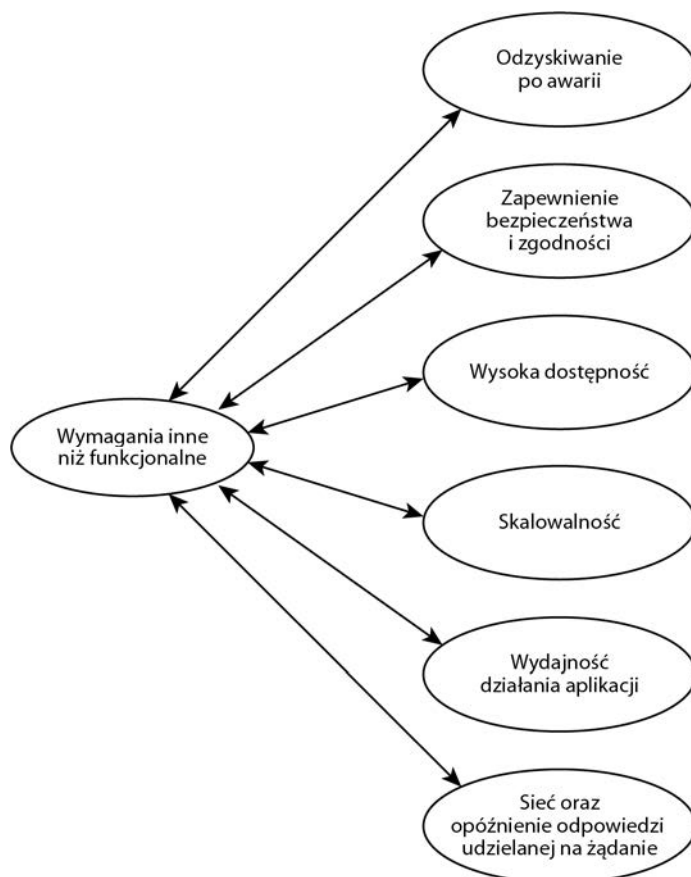 Odzyskiwanie
po awarii
Zapewnienie
bezpieczeństwa
i zgodności
Wysoka dostępność
Wymagania inne
niż funkcjonalne
Skalowalność
Wydajność
działania aplikacji
Sieć oraz
opóźnienie odpowiedzi
udzielanej na żądanie